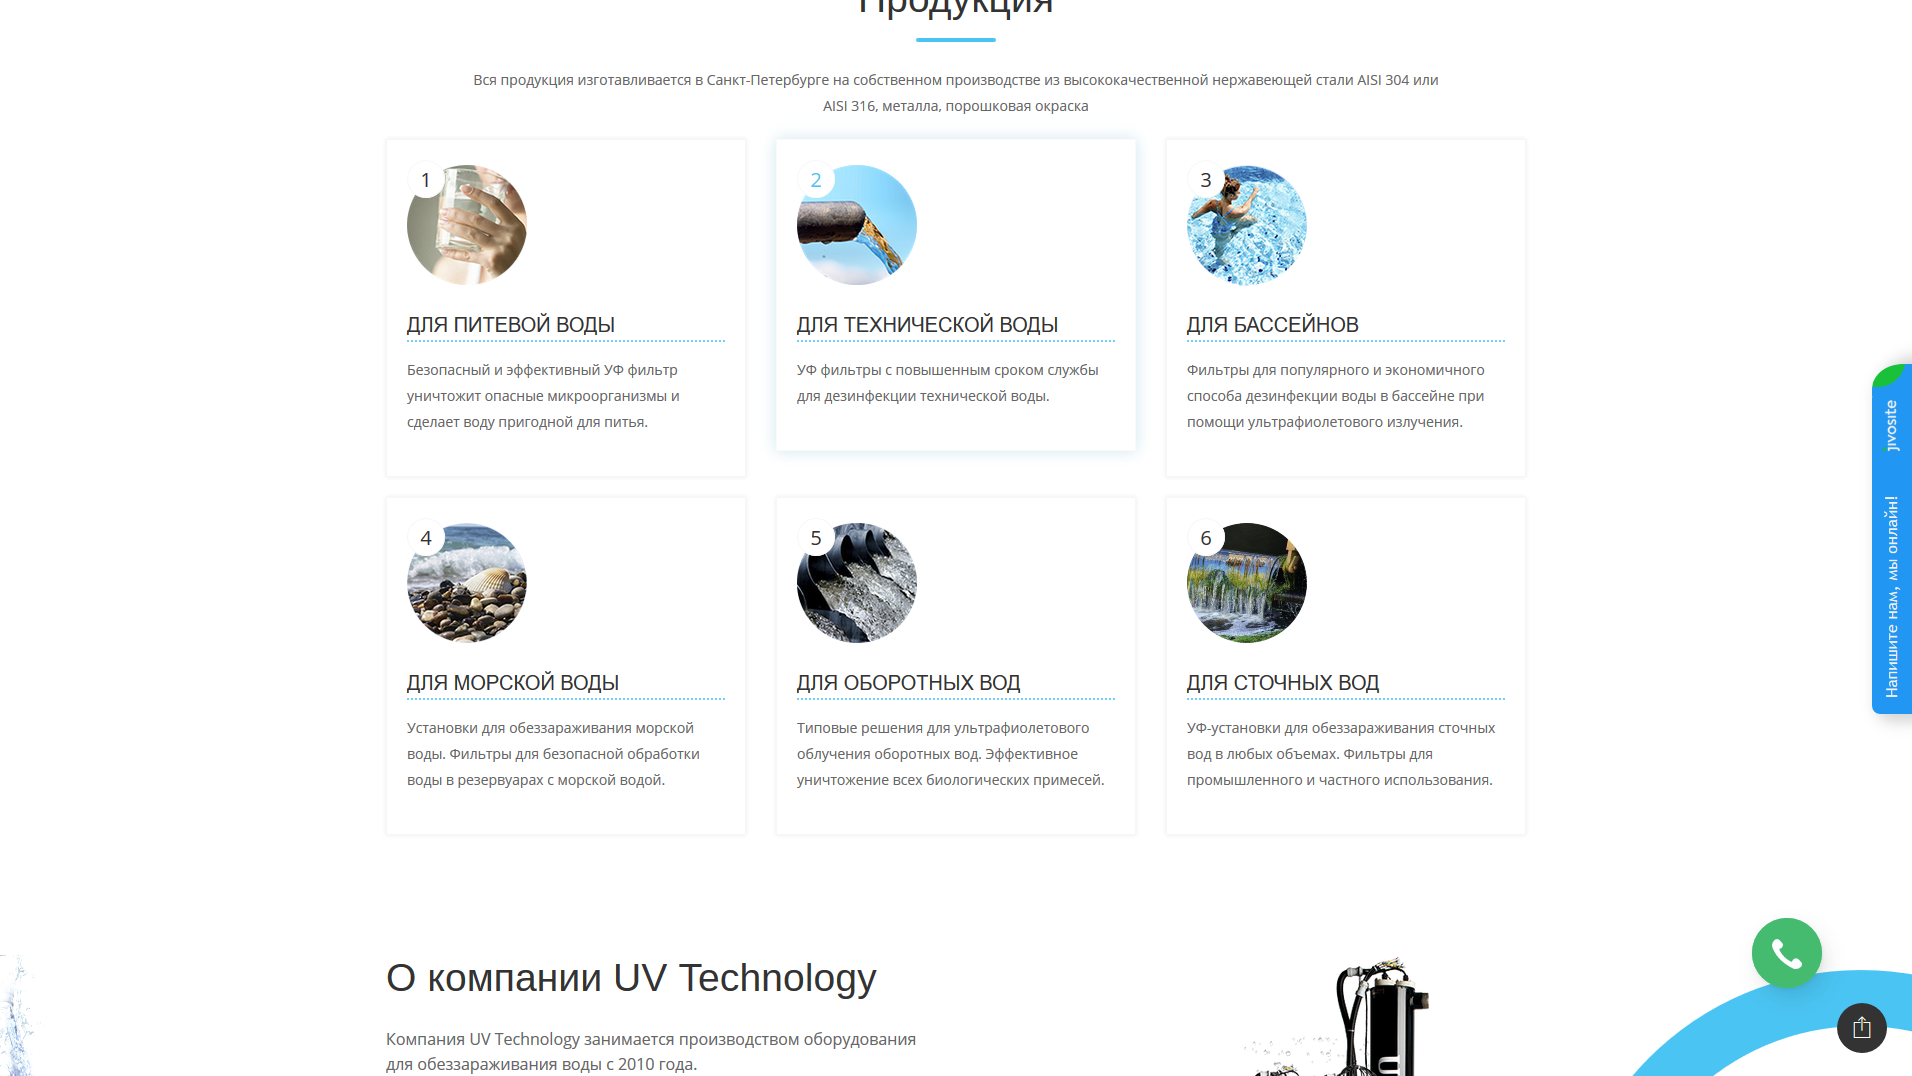 Продукция
Вся продукция изготавливается в Санкт-Петербурге на собственном производстве из высококачественной нержавеющей стали AISI 304 или
AISI 316, металла, порошковая окраска
1
ДЛЯ ПИТЕВОЙ ВОДЫ
Безопасный и эффективный УФ фильтр
уничтожит опасные микроорганизмы и
сделает воду пригодной для питья.
2
ДЛЯ ТЕХНИЧЕСКОЙ ВОДЫ
УФ фильтры с повышенным сроком службы
для дезинфекции технической воды.
3
ДЛЯ БАССЕЙНОВ
Фильтры для популярного и экономичного
способа дезинфекции воды в бассейне при
помощи ультрафиолетового излучения.
4
ДЛЯ МОРСКОЙ ВОДЫ
Установки для обеззараживания морской
воды. Фильтры для безопасной обработки
воды в резервуарах с морской водой.
5
ДЛЯ ОБОРОТНЫХ ВОД
Типовые решения для ультрафиолетового
облучения оборотных вод. Эффективное
уничтожение всех биологических примесей.
6
ДЛЯ СТОЧНЫХ ВОД
УФ-установки для обеззараживания сточных
вод в любых объемах. Фильтры для
промышленного и частного использования.
О компании UV Technology
Компания UV Technology занимается производством оборудования
для обеззараживания воды с 2010 года.
Напишите нам, мы онлайн!
jivosite